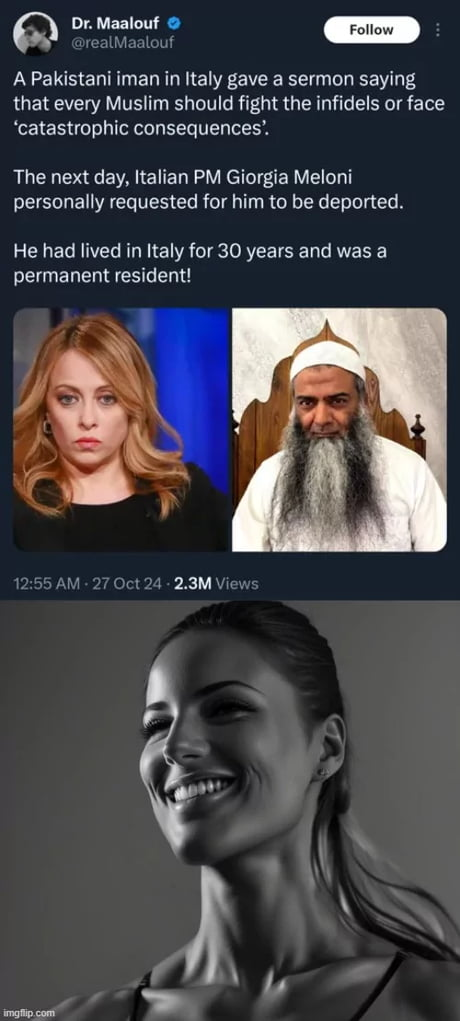 Dr. Maalouf
@realMaalouf
Follow
A Pakistani iman in Italy gave a sermon saying
that every Muslim should fight the infidels or face
‘catastrophic consequences’.
The next day, Italian PM Giorgia Meloni
personally requested for him to be deported.
He had lived in Italy for 30 years and was a
permanent resident!
12:55 AM · 27 Oct 24 · 2.3M Views
imgflip.com